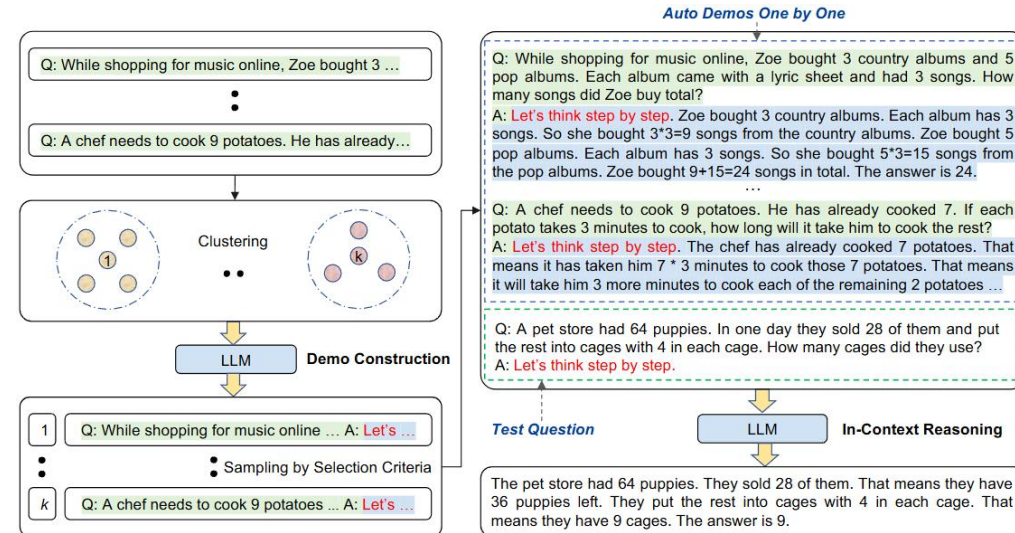 Q: While shopping for music online, Zoe bought 3 …
Q: A chef needs to cook 9 potatoes. He has already…
1
Clustering
k
LLM
Demo Construction
1
Q: While shopping for music online … A: Let's …
Sampling by Selection Criteria
k
Q: A chef needs to cook 9 potatoes ... A: Let's …
Auto Demos One by One
Q: While shopping for music online, Zoe bought 3 country albums and 5
pop albums. Each album came with a lyric sheet and had 3 songs. How
many songs did Zoe buy total?
A: Let's think step by step. Zoe bought 3 country albums. Each album has 3
songs. So she bought 3*3=9 songs from the country albums. Zoe bought 5
pop albums. Each album has 3 songs. So she bought 5*3=15 songs from
the pop albums. Zoe bought 9+15=24 songs in total. The answer is 24.
…
Q: A chef needs to cook 9 potatoes. He has already cooked 7. If each
potato takes 3 minutes to cook, how long will it take him to cook the rest?
A: Let's think step by step. The chef has already cooked 7 potatoes. That
means it has taken him 7 * 3 minutes to cook those 7 potatoes. That means
it will take him 3 more minutes to cook each of the remaining 2 potatoes …
Q: A pet store had 64 puppies. In one day they sold 28 of them and put
the rest into cages with 4 in each cage. How many cages did they use?
A: Let's think step by step.
Test Question
LLM
In-Context Reasoning
The pet store had 64 puppies. They sold 28 of them. That means they have
36 puppies left. They put the rest into cages with 4 in each cage. That
means they have 9 cages. The answer is 9.